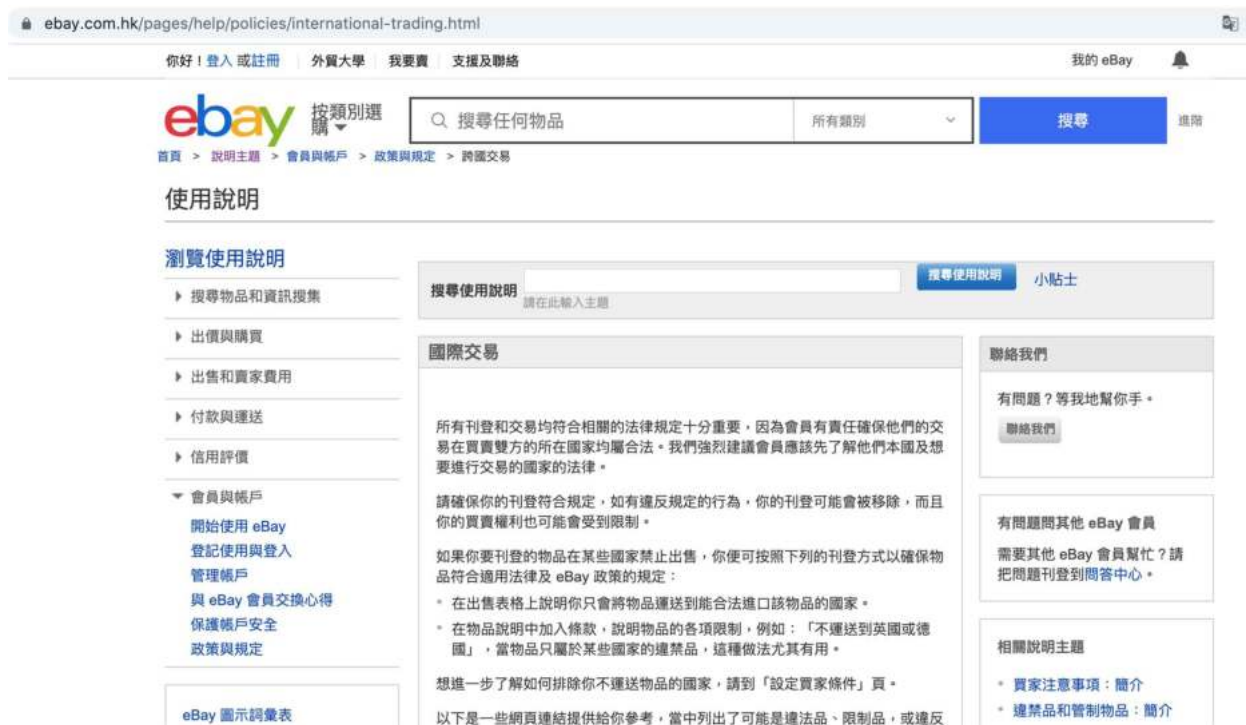 ebay.com.hk/pages/help/policies/international-trading.html
你好！登入 或註冊 外貿大學 我要賣 支援及聯絡 我的 eBay
ebay 按類別選購 搜尋任何物品 所有類別 搜尋 進階
首頁 > 說明主題 > 會員與帳戶 > 政策與規定 > 跨國交易
使用說明
瀏覽使用說明
搜尋物品和資訊搜集
出價與購買
出售和賣家費用
付款與運送
信用評價
會員與帳戶
開始使用 eBay
登記使用與登入
管理帳戶
與 eBay 會員交換心得
保護帳戶安全
政策與規定
eBay 圖示詞彙表
搜尋使用說明 搜尋使用說明 小貼士
請在此輸入主題
國際交易
所有刊登和交易均符合相關的法律規定十分重要，因為會員有責任確保他們的交
易在買賣雙方的所在國家均屬合法。我們強烈建議會員應該先了解他們本國及想
要進行交易的國家的法律。
請確保你的刊登符合規定，如有違反規定的行為，你的刊登可能會被移除，而且
你的買賣權利也可能會受到限制。
如果你要刊登的物品在某些國家禁止出售，你便可按照下列的刊登方式以確保物
品符合適用法律及 eBay 政策的規定：
在出售表格上說明你只會將物品運送到能合法進口該物品的國家。
在物品說明中加入條款，說明物品的各項限制，例如：「不運送到英國或德
國」，當物品只屬於某些國家的違禁品，這種做法尤其有用。
想進一步了解如何排除你不運送物品的國家，請到「設定買家條件」頁。
以下是一些網頁連結提供給你參考，當中列出了可能是違法品、限制品，或違反
聯絡我們
有問題？等我地幫你手。
聯絡我們
有問題問其他 eBay 會員
需要其他 eBay 會員幫忙？請
把問題刊登到問答中心。
相關說明主題
買家注意事項：簡介
違禁品和管制物品：簡介